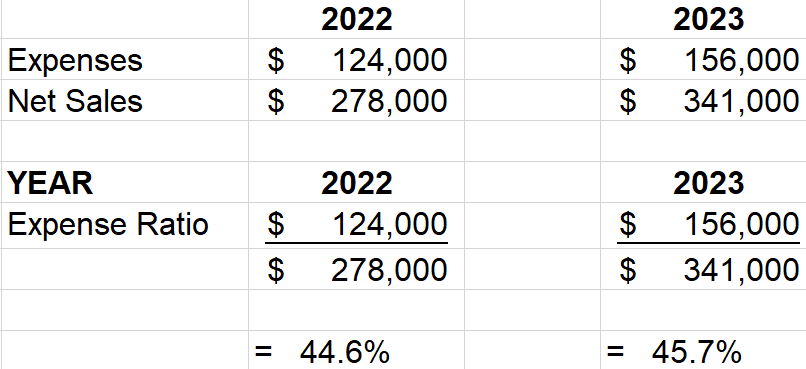 2022 2023
Expenses $ 124,000 $ 156,000
Net Sales $ 278,000 $ 341,000
YEAR 2022 2023
Expense Ratio $ 124,000 $ 156,000
$ 278,000 $ 341,000
= 44.6% = 45.7%